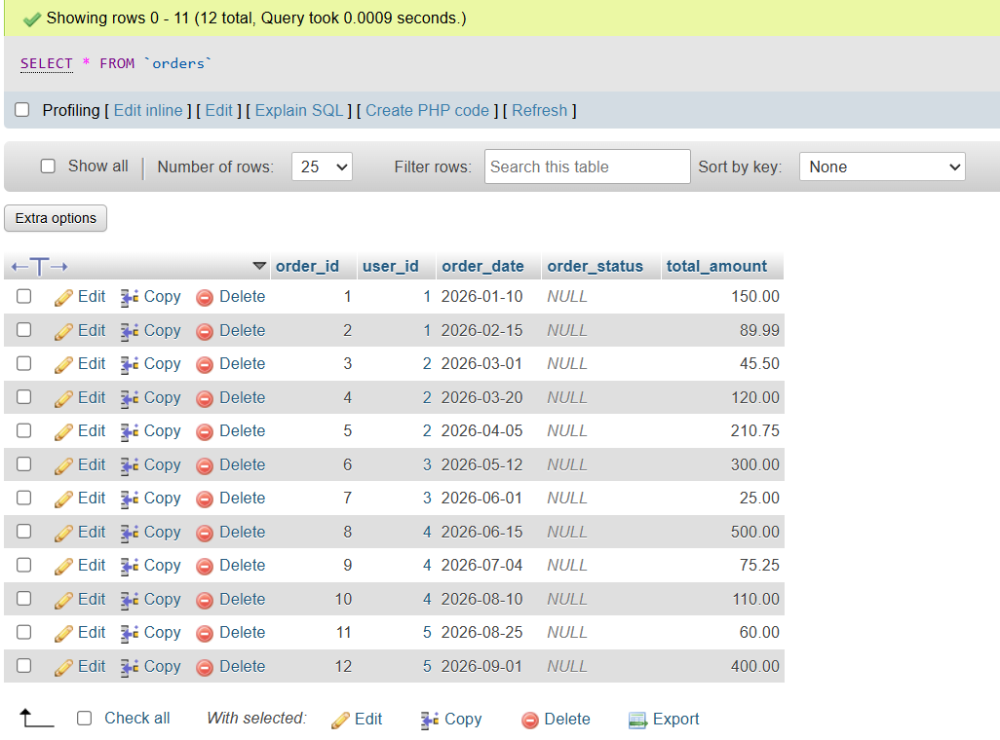 Showing rows 0 - 11 (12 total, Query took 0.0009 seconds.)
SELECT * FROM `orders`
Profiling [ Edit inline ] [ Edit ] [ Explain SQL ] [ Create PHP code ] [ Refresh ]
Show all Number of rows: 25 Filter rows: Search this table Sort by key: None
Extra options
←T→ order_id user_id order_date order_status total_amount
Edit Copy Delete 1 1 2026-01-10 NULL 150.00
Edit Copy Delete 2 1 2026-02-15 NULL 89.99
Edit Copy Delete 3 2 2026-03-01 NULL 45.50
Edit Copy Delete 4 2 2026-03-20 NULL 120.00
Edit Copy Delete 5 2 2026-04-05 NULL 210.75
Edit Copy Delete 6 3 2026-05-12 NULL 300.00
Edit Copy Delete 7 3 2026-06-01 NULL 25.00
Edit Copy Delete 8 4 2026-06-15 NULL 500.00
Edit Copy Delete 9 4 2026-07-04 NULL 75.25
Edit Copy Delete 10 4 2026-08-10 NULL 110.00
Edit Copy Delete 11 5 2026-08-25 NULL 60.00
Edit Copy Delete 12 5 2026-09-01 NULL 400.00
Check all With selected: Edit Copy Delete Export